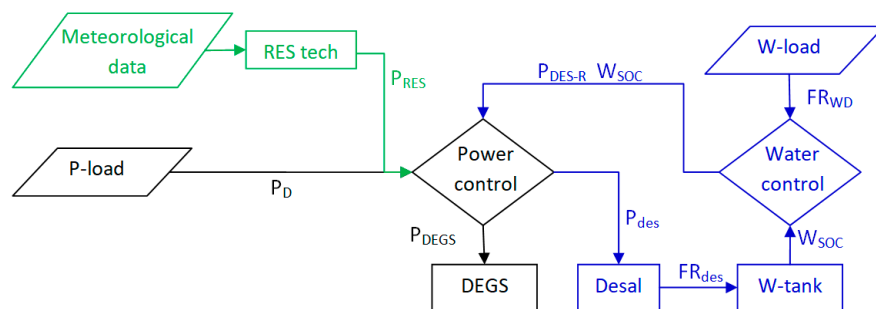 Meteorological
data
RES tech
W-load
P_DES-R W_SOC
P_RES
FR_WD
P-load
Power
control
Water
control
P_D
P_des
P_DEGS
W_SOC
FR_des
DEGS
Desal
W-tank